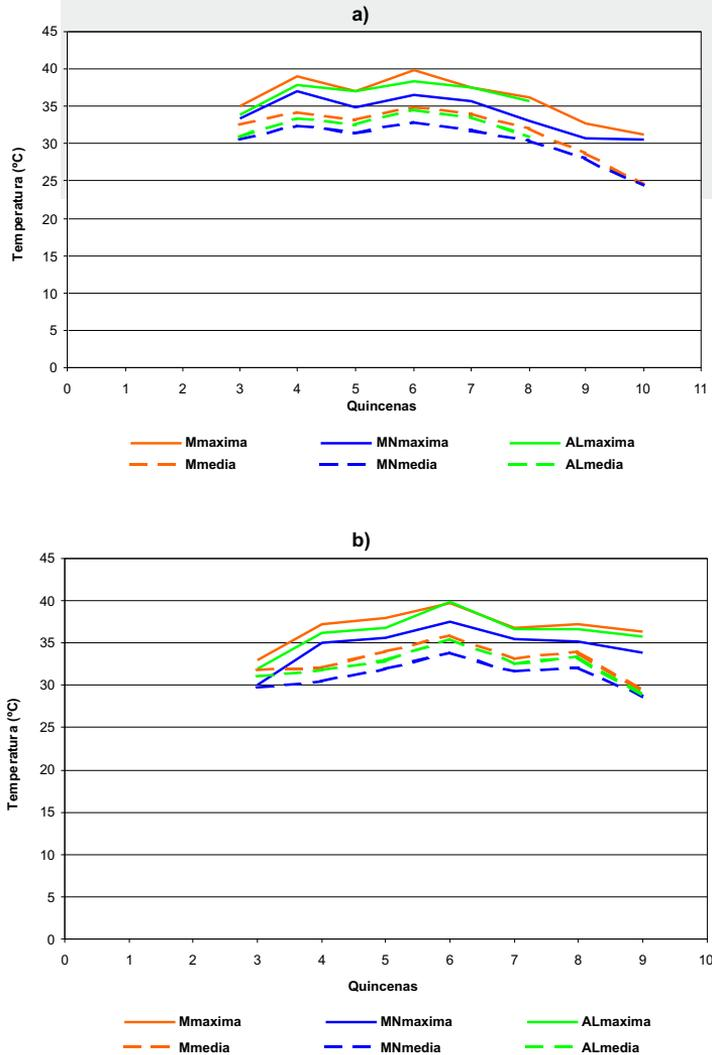 a)
45
40
35
30
25
20
15
10
5
0
Temperatura (ºC)
0 1 2 3 4 5 6 7 8 9 10 11
Quincenas
Mmaxima MNmaxima ALmaxima
Mmedia MNmedia ALmedia
b)
45
40
35
30
25
20
15
10
5
0
Temperatura (ºC)
0 1 2 3 4 5 6 7 8 9 10
Quincenas
Mmaxima MNmaxima ALmaxima
Mmedia MNmedia ALmedia